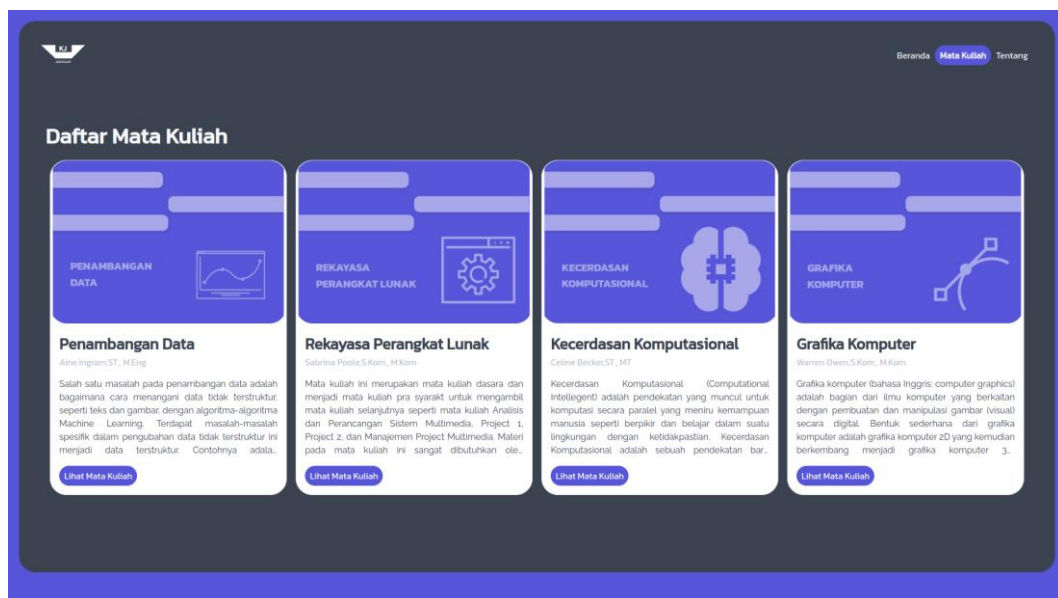 KJ
Beranda Mata Kuliah Tentang
Daftar Mata Kuliah
PENAMBANGAN
DATA
Penambangan Data
Aine Ingram,ST., M.Eng
Salah satu masalah pada penambangan data adalah
bagaimana cara menangani data tidak terstruktur,
seperti teks dan gambar, dengan algoritma-algoritma
Machine Learning. Terdapat masalah-masalah
spesifik dalam pengubahan data tidak terstruktur ini
menjadi data terstruktur. Contohnya adala...
Lihat Mata Kuliah
REKAYASA
PERANGKAT LUNAK
Rekayasa Perangkat Lunak
Sabrina Poole,S.Kom., M.Kom
Mata kuliah ini merupakan mata kuliah dasara dan
menjadi mata kuliah pra syarakt untuk mengambil
mata kuliah selanjutnya seperti mata kuliah Analisis
dan Perancangan Sistem Multimedia, Project 1,
Project 2, dan Manajemen Project Multimedia. Materi
pada mata kuliah ini sangat dibutuhkan ole...
Lihat Mata Kuliah
KECERDASAN
KOMPUTASIONAL
Kecerdasan Komputasional
Celine Becker,ST., MT
Kecerdasan Komputasional (Computational
Intellegent) adalah pendekatan yang muncul untuk
komputasi secara paralel yang meniru kemampuan
manusia seperti berpikir dan belajar dalam suatu
lingkungan dengan ketidakpastian. Kecerdasan
Komputasional adalah sebuah pendekatan bar...
Lihat Mata Kuliah
GRAFIKA
KOMPUTER
Grafika Komputer
Warren Owen,S.Kom., M.Kom
Grafika komputer (bahasa Inggris: computer graphics)
adalah bagian dari ilmu komputer yang berkaitan
dengan pembuatan dan manipulasi gambar (visual)
secara digital. Bentuk sederhana dari grafika
komputer adalah grafika komputer 2D yang kemudian
berkembang menjadi grafika komputer 3...
Lihat Mata Kuliah